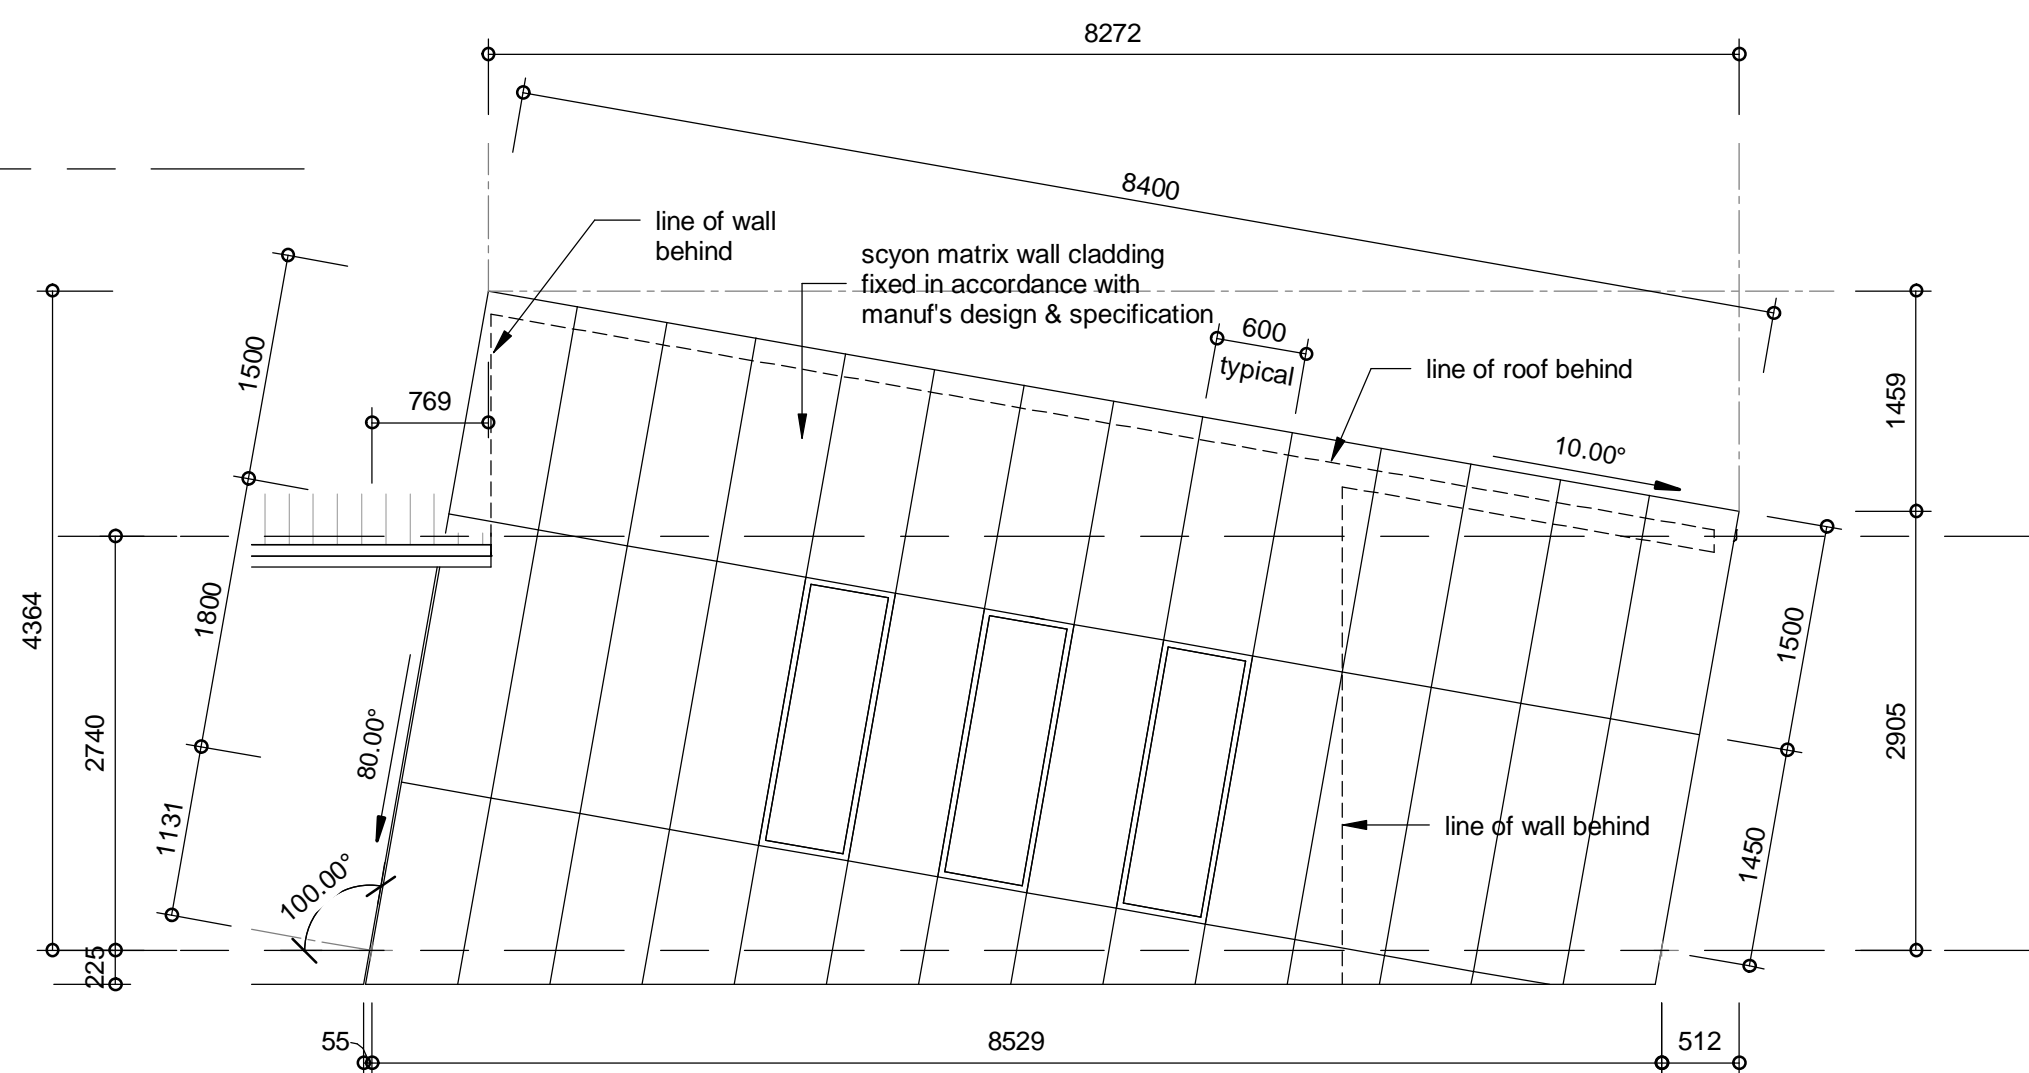 8272
8400
line of wall
behind
scyon matrix wall cladding
fixed in accordance with
manuf's design & specification
600
typical
line of roof behind
1500
769
1459
10.00°
1800
4364
1500
2740
80.00°
2905
1131
100.00°
line of wall behind
1450
225
55
8529
512